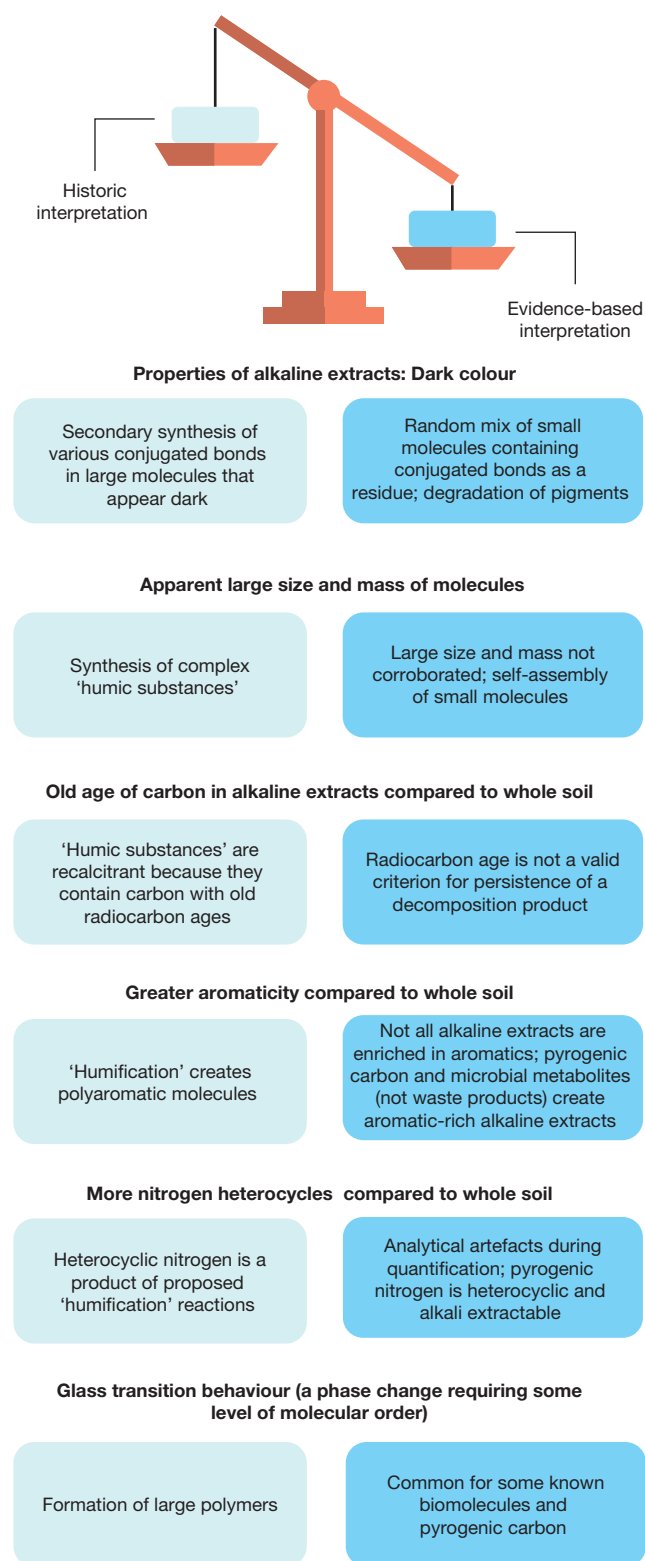 Historic
interpretation
Evidence-based
interpretation
Properties of alkaline extracts: Dark colour
Secondary synthesis of
various conjugated bonds
in large molecules that
appear dark
Random mix of small
molecules containing
conjugated bonds as a
residue; degradation of pigments
Apparent large size and mass of molecules
Synthesis of complex
‘humic substances’
Large size and mass not
corroborated; self-assembly
of small molecules
Old age of carbon in alkaline extracts compared to whole soil
‘Humic substances’ are
recalcitrant because they
contain carbon with old
radiocarbon ages
Radiocarbon age is not a valid
criterion for persistence of a
decomposition product
Greater aromaticity compared to whole soil
‘Humification’ creates
polyaromatic molecules
Not all alkaline extracts are
enriched in aromatics; pyrogenic
carbon and microbial metabolites
(not waste products) create
aromatic-rich alkaline extracts
More nitrogen heterocycles compared to whole soil
Heterocyclic nitrogen is a
product of proposed
‘humification’ reactions
Analytical artefacts during
quantification; pyrogenic
nitrogen is heterocyclic and
alkali extractable
Glass transition behaviour (a phase change requiring some
level of molecular order)
Formation of large polymers
Common for some known
biomolecules and
pyrogenic carbon